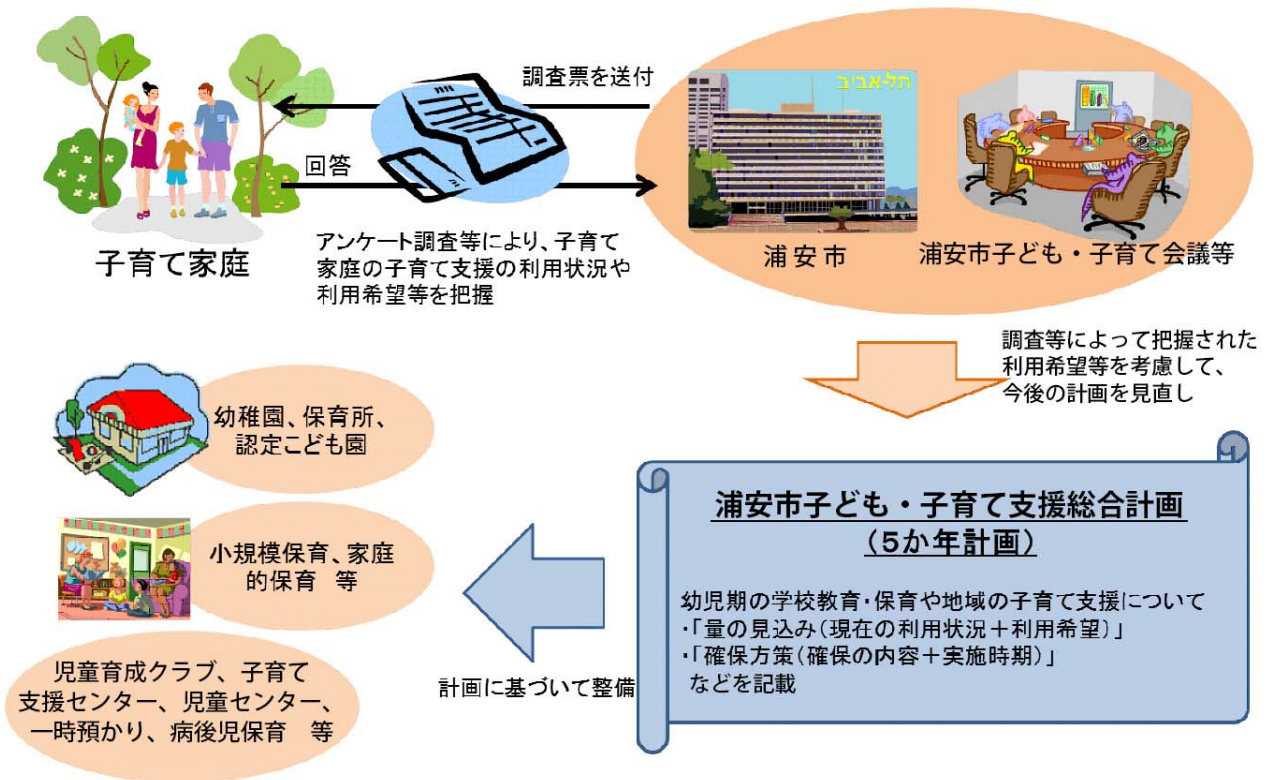 調査票を送付
回答
子育て家庭
アンケート調査等により、子育て
家庭の子育て支援の利用状況や
利用希望等を把握
תל-אביב
浦安市
浦安市子ども・子育て会議等
調査等によって把握された
利用希望等を考慮して、
今後の計画を見直し
浦安市子ども・子育て支援総合計画
（5か年計画）
幼児期の学校教育・保育や地域の子育て支援について
・「量の見込み（現在の利用状況＋利用希望）」
・「確保方策（確保の内容＋実施時期）」
などを記載
計画に基づいて整備
幼稚園、保育所、
認定こども園
小規模保育、家庭
的保育　等
児童育成クラブ、子育て
支援センター、児童センター、
一時預かり、病後児保育　等